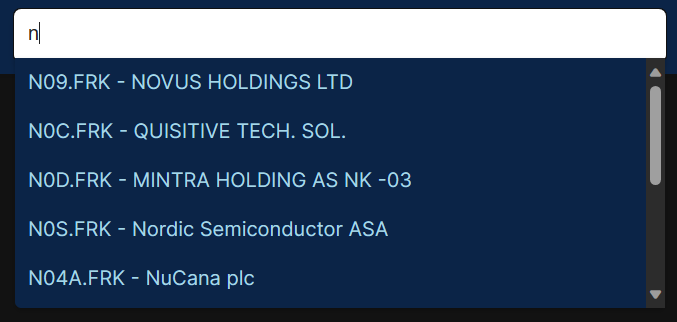 n
N09.FRK - NOVUS HOLDINGS LTD
N0C.FRK - QUISITIVE TECH. SOL.
N0D.FRK - MINTRA HOLDING AS NK -03
N0S.FRK - Nordic Semiconductor ASA
N04A.FRK - NuCana plc